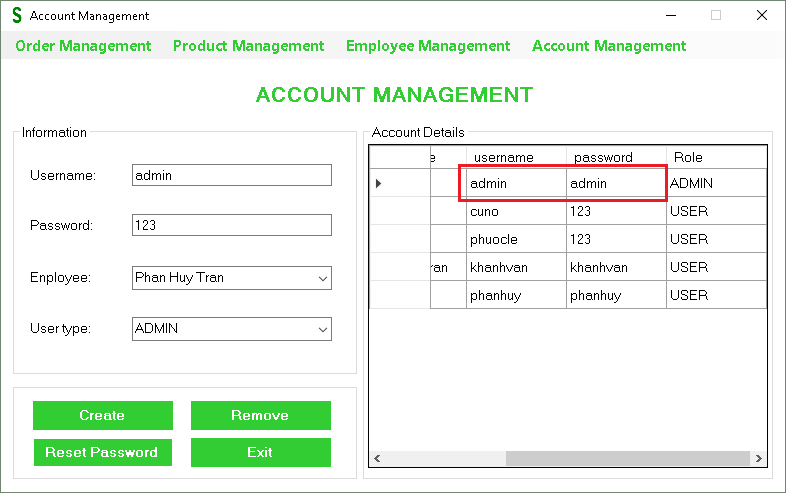 S Account Management
Order Management Product Management Employee Management Account Management
ACCOUNT MANAGEMENT
Information
Username: admin
Password: 123
Enployee: Phan Huy Tran
User type: ADMIN
Create Remove
Reset Password Exit
Account Details
e username password Role
admin admin ADMIN
cuno 123 USER
phuocle 123 USER
ran khanhvan khanhvan USER
phanhuy phanhuy USER